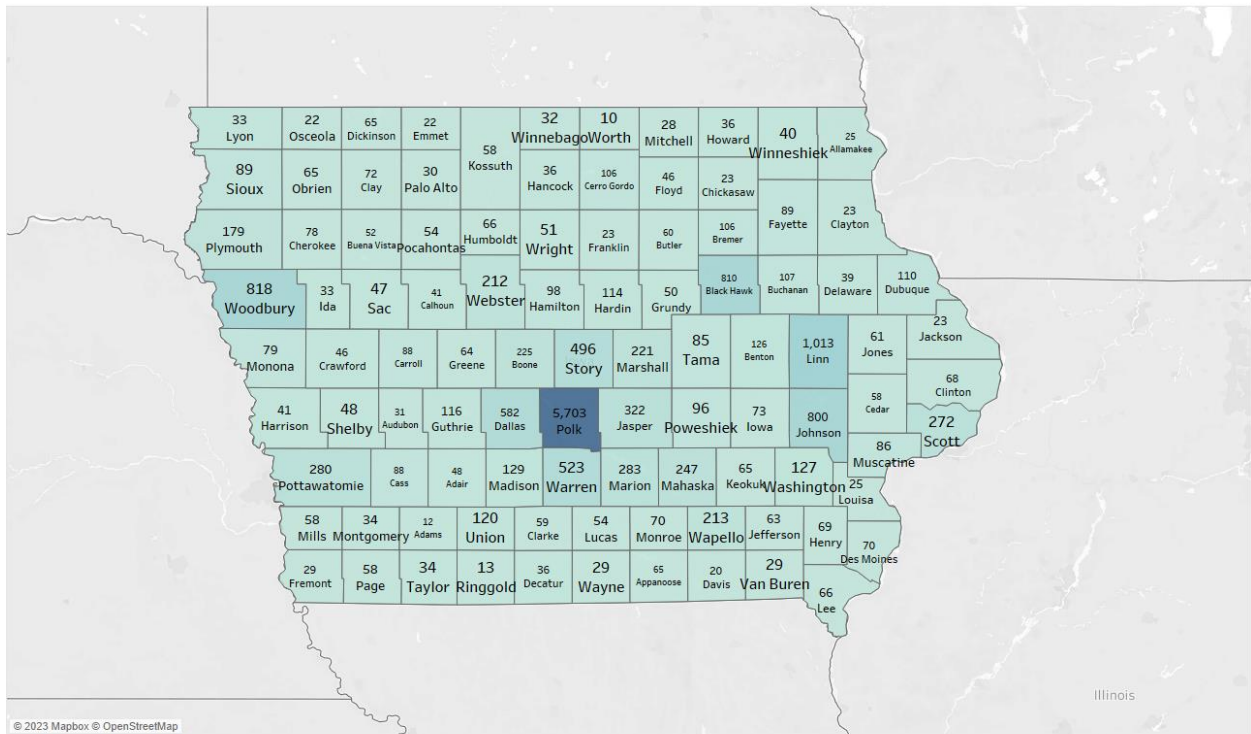 33
Lyon
22
Osceola
65
Dickinson
22
Emmet
58
Kossuth
32
Winnebago
10
Worth
28
Mitchell
36
Howard
40
Winneshiek
25
Allamakee
89
Sioux
65
Obrien
72
Clay
30
Palo Alto
36
Hancock
106
Cerro Gordo
46
Floyd
23
Chickasaw
179
Plymouth
78
Cherokee
52
Buena Vista
54
Pocahontas
66
Humboldt
51
Wright
23
Franklin
60
Butler
106
Bremer
89
Fayette
23
Clayton
818
Woodbury
33
Ida
47
Sac
41
Calhoun
212
Webster
98
Hamilton
114
Hardin
50
Grundy
810
Black Hawk
107
Buchanan
39
Delaware
110
Dubuque
79
Monona
46
Crawford
88
Carroll
64
Greene
225
Boone
496
Story
221
Marshall
85
Tama
126
Benton
1,013
Linn
61
Jones
23
Jackson
41
Harrison
48
Shelby
31
Audubon
116
Guthrie
582
Dallas
5,703
Polk
322
Jasper
96
Poweshiek
73
Iowa
800
Johnson
58
Cedar
68
Clinton
272
Scott
86
Muscatine
280
Pottawatomie
88
Cass
48
Adair
129
Madison
523
Warren
283
Marion
247
Mahaska
65
Keokuk
127
Washington
25
Louisa
58
Mills
34
Montgomery
12
Adams
120
Union
59
Clarke
54
Lucas
70
Monroe
213
Wapello
63
Jefferson
69
Henry
70
Des Moines
29
Fremont
58
Page
34
Taylor
13
Ringgold
36
Decatur
29
Wayne
65
Appanoose
20
Davis
29
Van Buren
66
Lee
Illinois
© 2023 Mapbox © OpenStreetMap